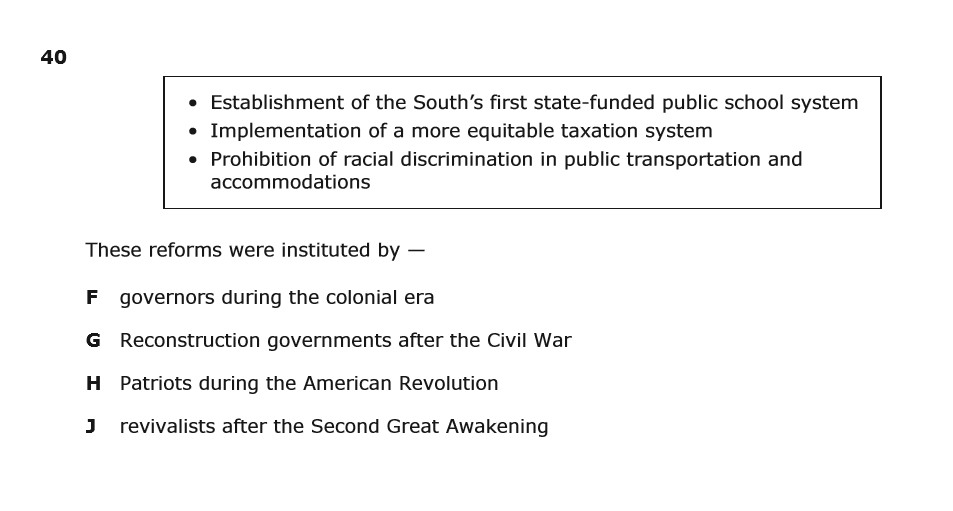 40
• Establishment of the South's first state-funded public school system
• Implementation of a more equitable taxation system
• Prohibition of racial discrimination in public transportation and
accommodations
These reforms were instituted by —
F governors during the colonial era
G Reconstruction governments after the Civil War
H Patriots during the American Revolution
J revivalists after the Second Great Awakening